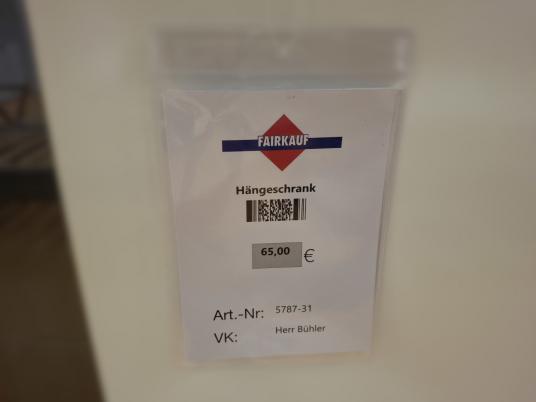 FAIRKAUF
Hängeschrank
65,00 €
Art.-Nr: 5787-31
VK: Herr Bühler